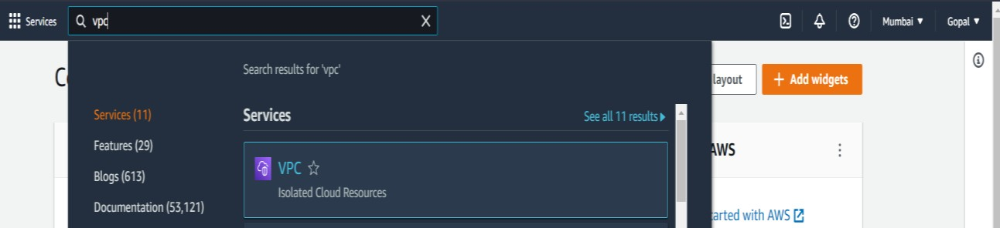 Services vpc X Mumbai ▼ Gopal ▼
Search results for 'vpc'
layout + Add widgets
Services (11)
Services See all 11 results ▶
Features (29)
AWS
VPC
Blogs (613)
Isolated Cloud Resources
Documentation (53,121)
started with AWS